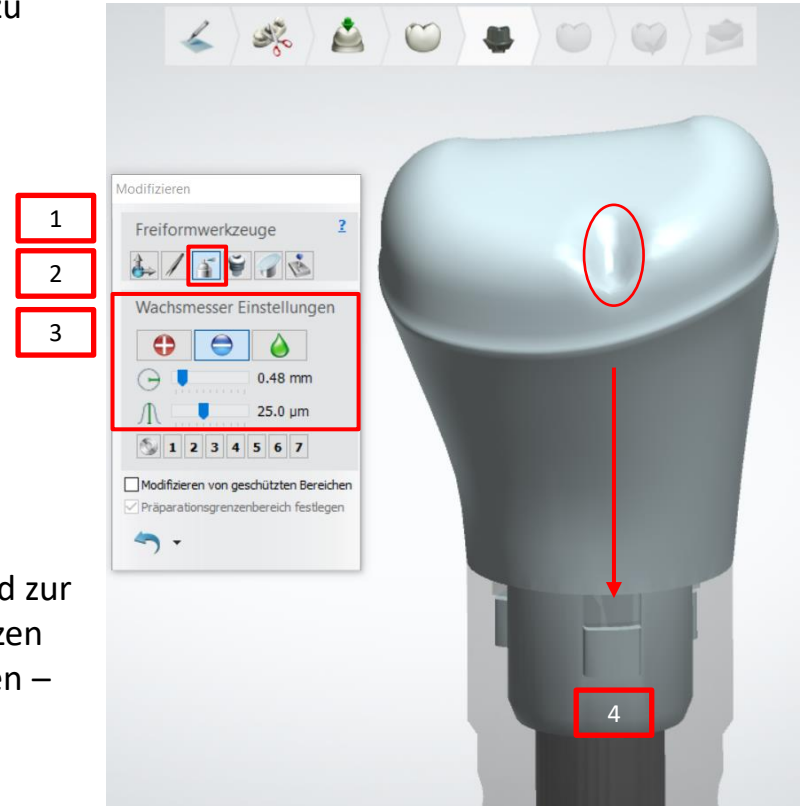 zu
Modifizieren
1
Freiformwerkzeuge ?
2
Wachsmesser Einstellungen
3
0.48 mm
25.0 µm
1 2 3 4 5 6 7
Modifizieren von geschützten Bereichen
Präparationsgrenzenbereich festlegen
d zur
zen
en –
4